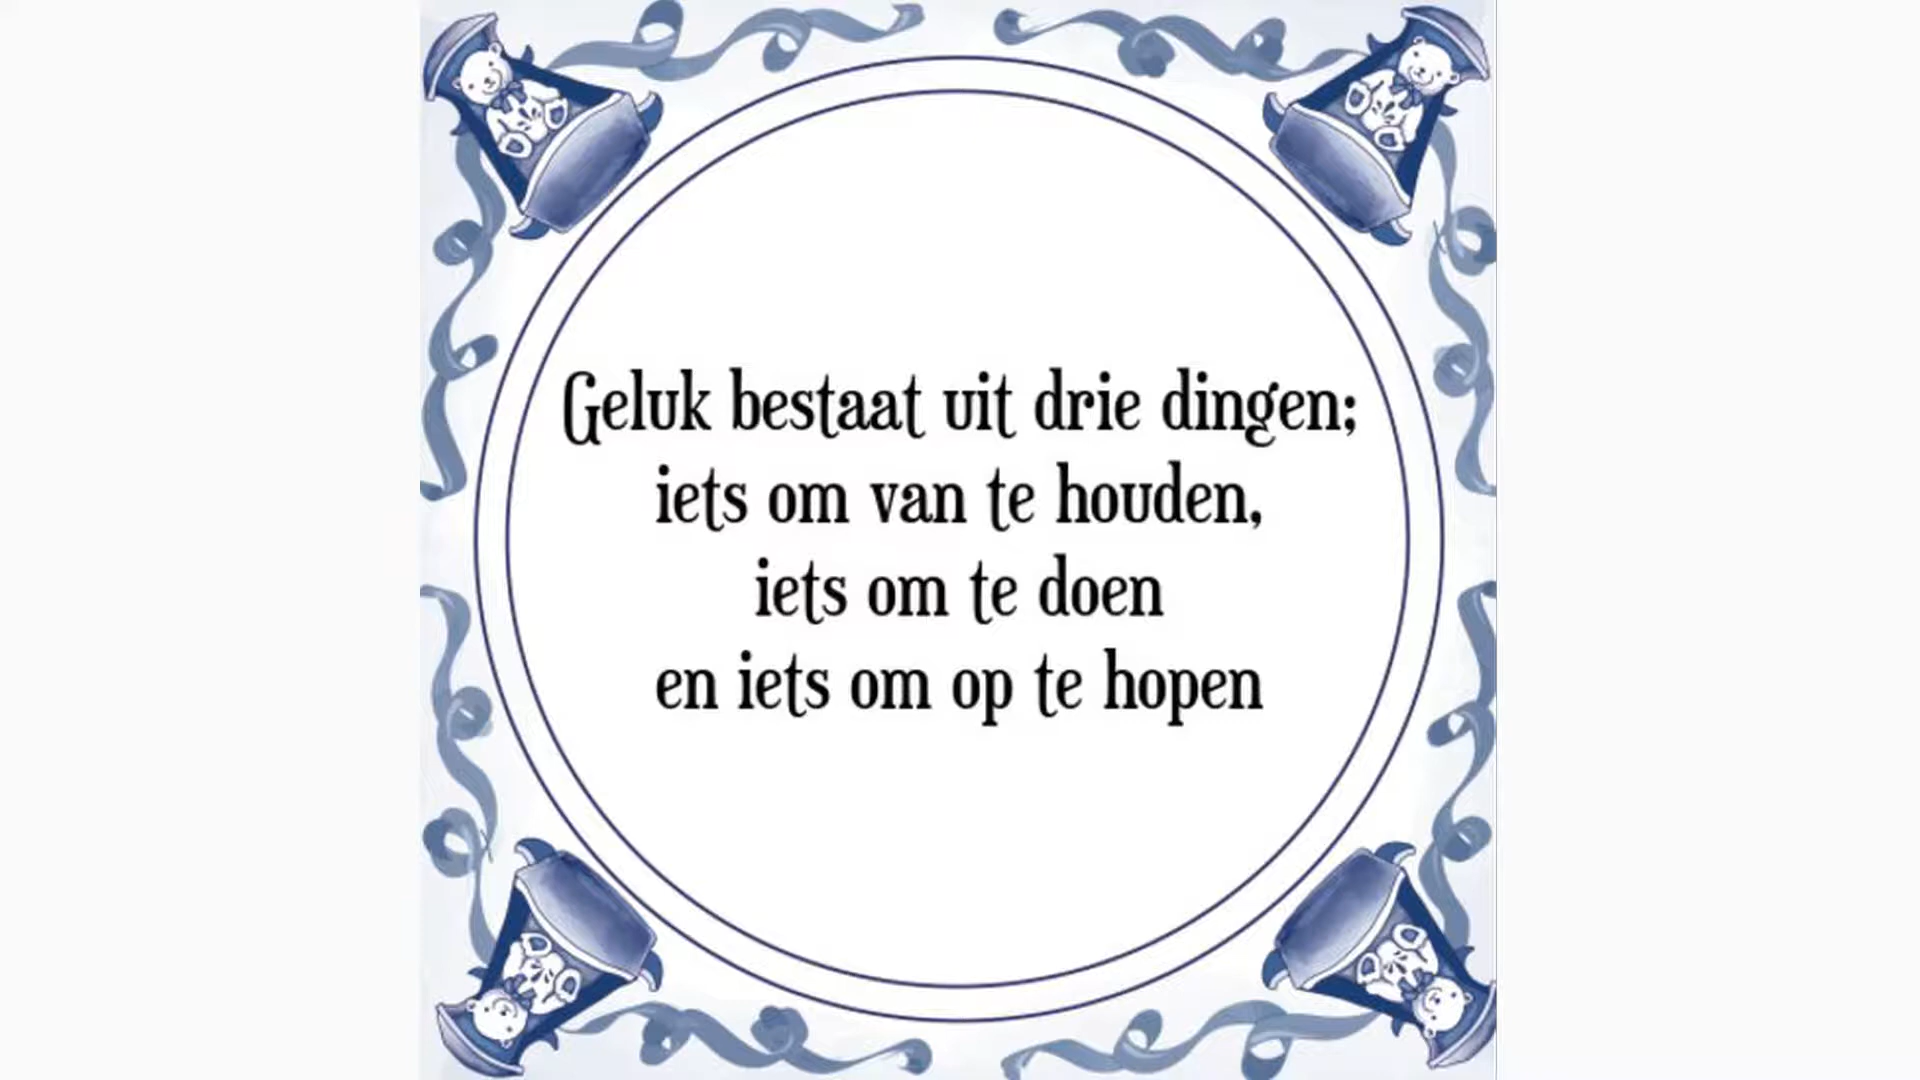 Geluk bestaat uit drie dingen;
iets om van te houden,
iets om te doen
en iets om op te hopen